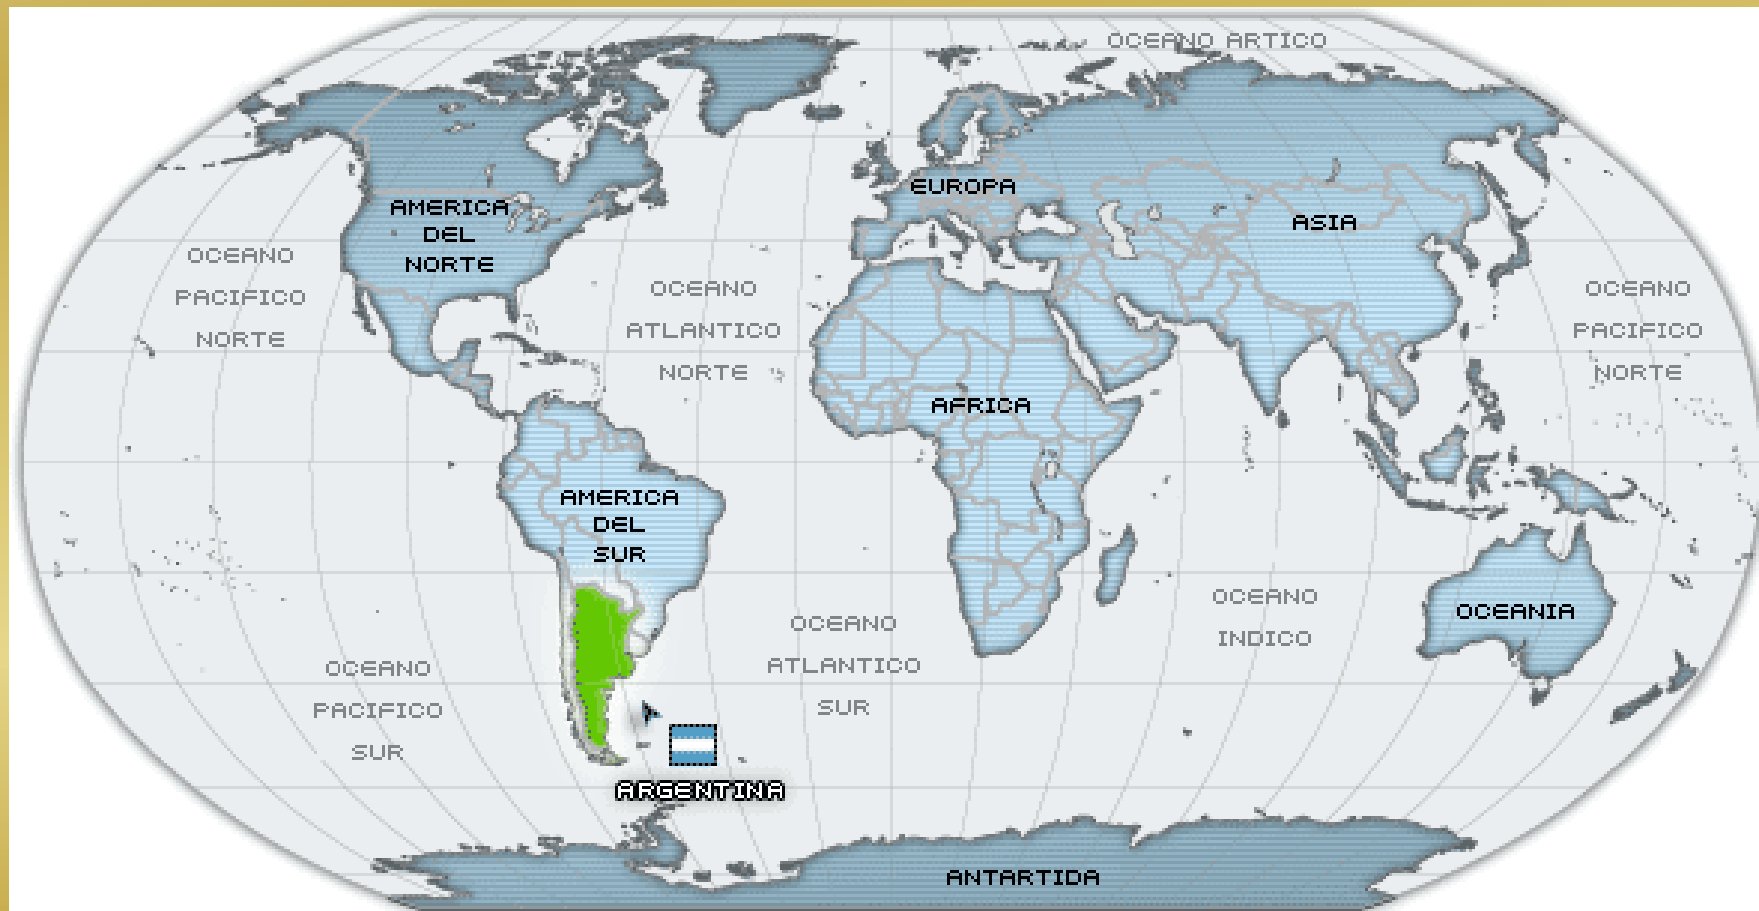 OCEANO ARTICO
EUROPA
AMERICA
DEL
NORTE
ASIA
OCEANO
PACIFICO
NORTE
OCEANO
ATLANTICO
NORTE
OCEANO
PACIFICO
NORTE
AFRICA
AMERICA
DEL
SUR
OCEANO
INDICO
OCEANIA
OCEANO
ATLANTICO
SUR
OCEANO
PACIFICO
SUR
ARGENTINA
ANTARTIDA